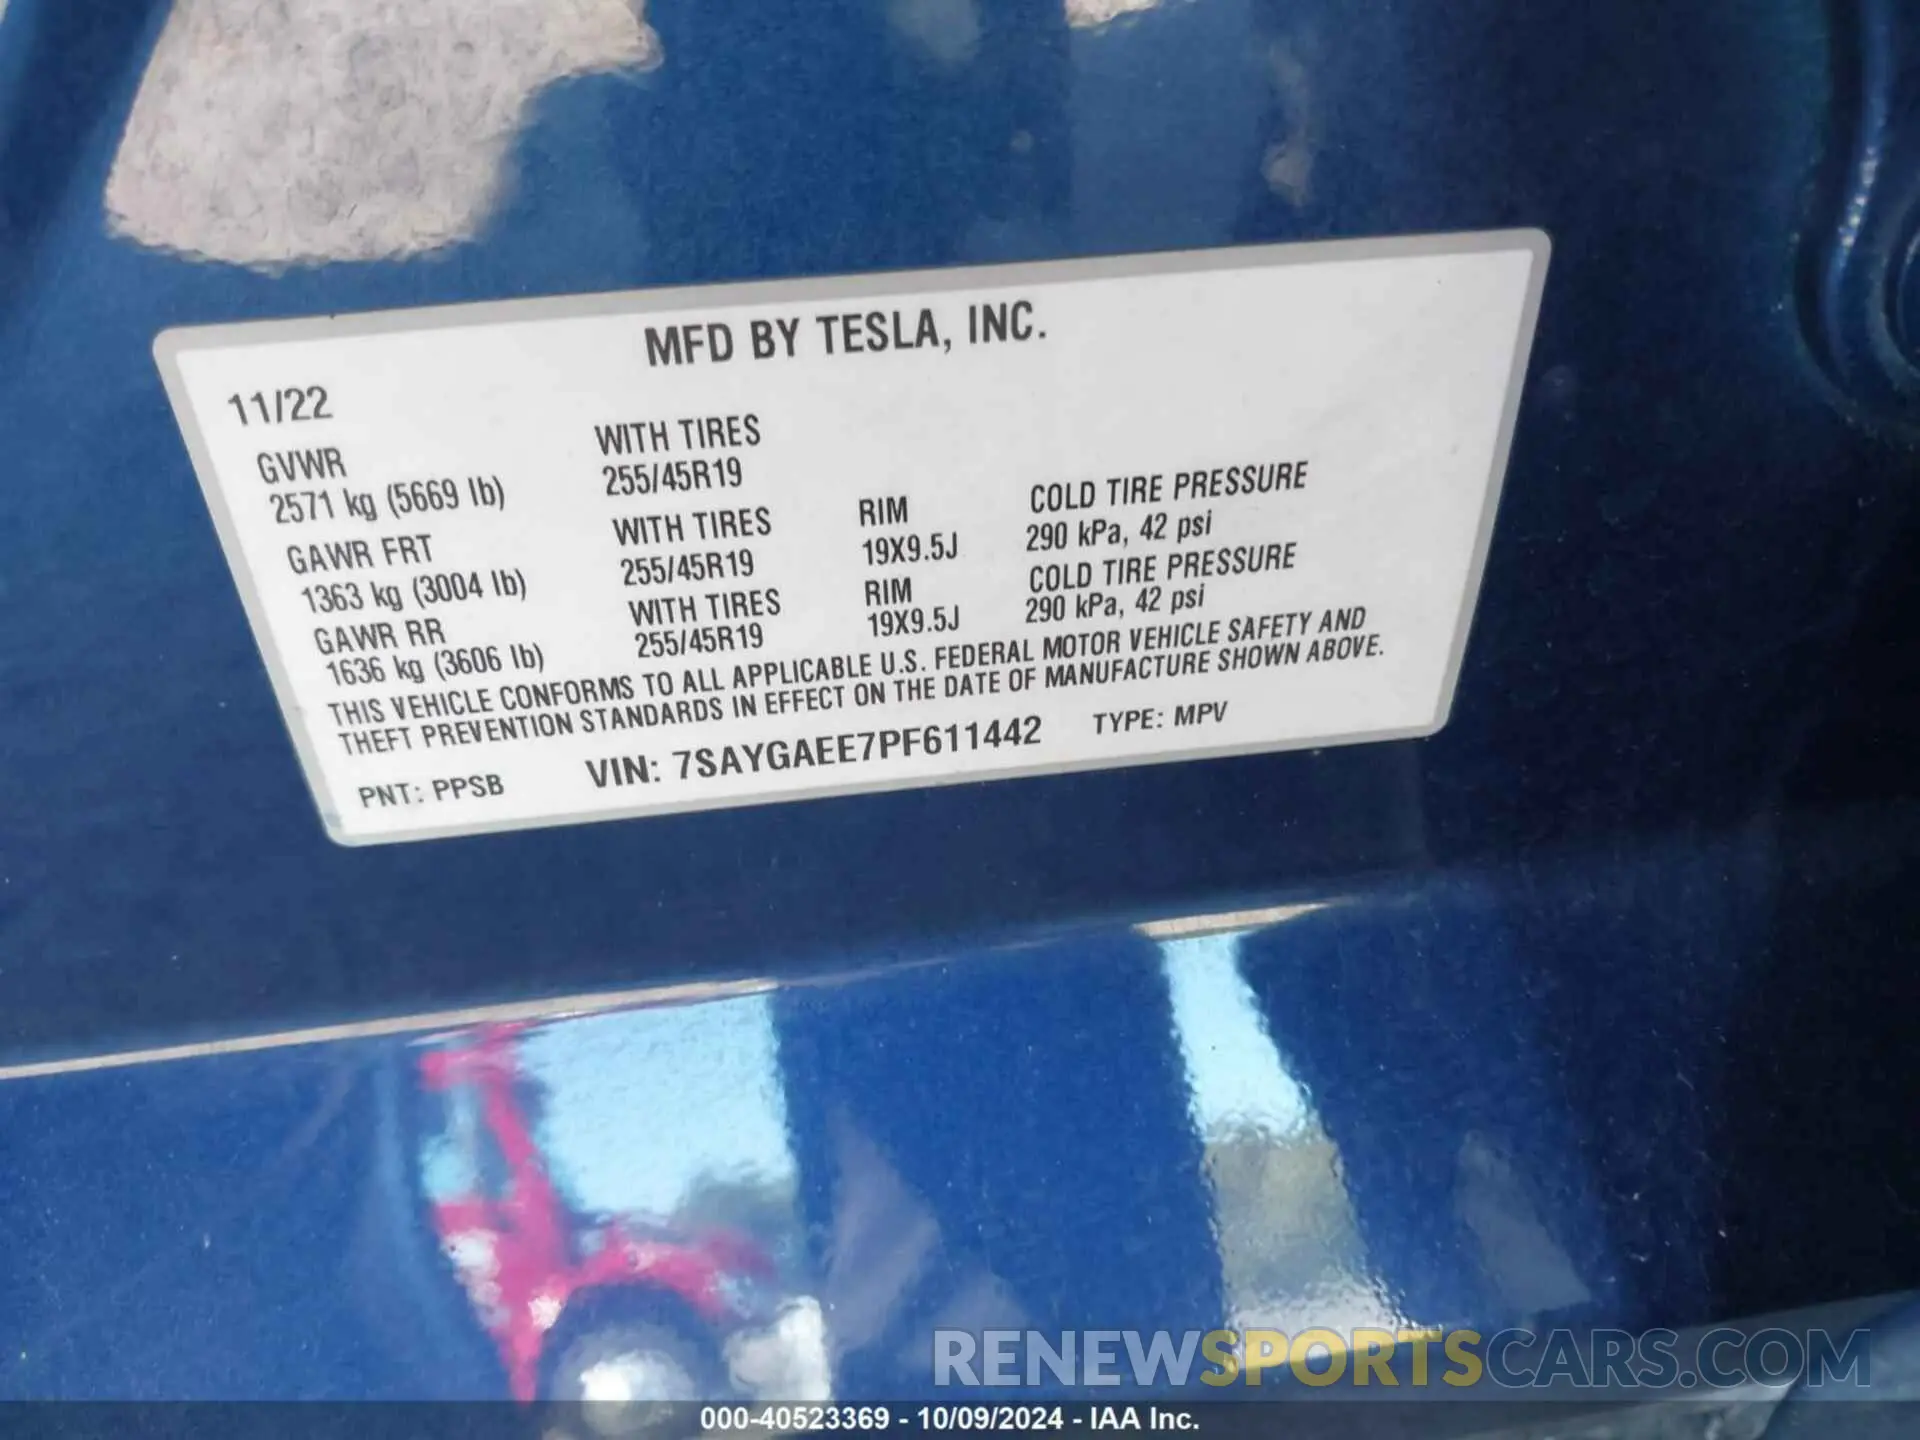 MFD BY TESLA, INC.
11/22
GVWR WITH TIRES
2571 kg (5669 lb) 255/45R19
GAWR FRT WITH TIRES RIM COLD TIRE PRESSURE
1363 kg (3004 lb) 255/45R19 19X9.5J 290 kPa, 42 psi
GAWR RR WITH TIRES RIM COLD TIRE PRESSURE
1636 kg (3606 lb) 255/45R19 19X9.5J 290 kPa, 42 psi
THIS VEHICLE CONFORMS TO ALL APPLICABLE U.S. FEDERAL MOTOR VEHICLE SAFETY AND
THEFT PREVENTION STANDARDS IN EFFECT ON THE DATE OF MANUFACTURE SHOWN ABOVE.
PNT: PPSB VIN: 7SAYGAEE7PF611442 TYPE: MPV
RENEWSPORTSCARS.COM
000-40523369 - 10/09/2024 - IAA Inc.